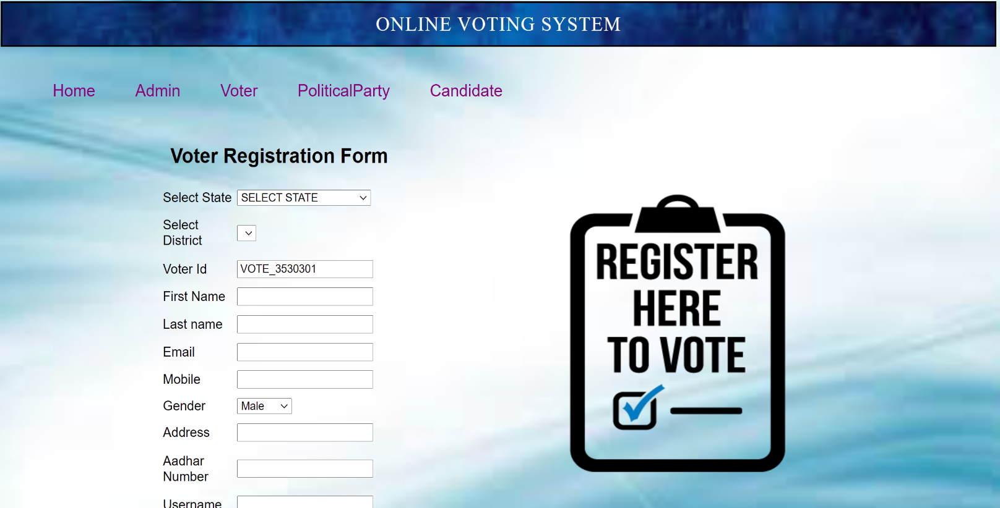 ONLINE VOTING SYSTEM
Home Admin Voter PoliticalParty Candidate
Voter Registration Form
Select State SELECT STATE
Select
District
Voter Id VOTE_3530301
First Name
Last name
Email
Mobile
Gender Male
Address
Aadhar
Number
Username
REGISTER
HERE
TO VOTE